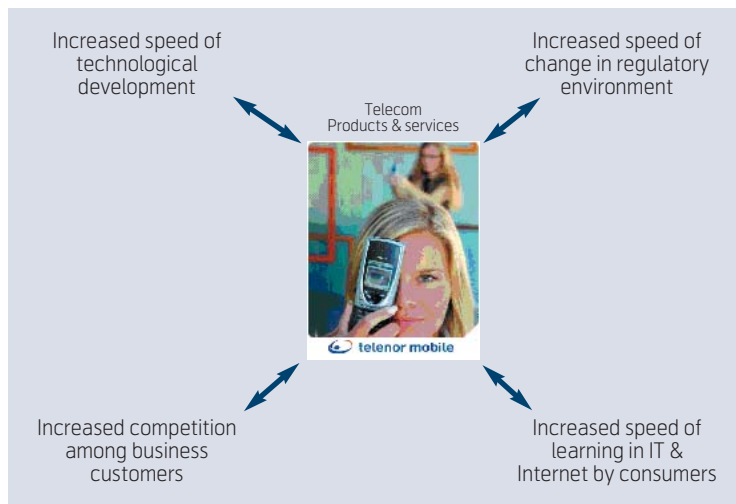 Increased speed of
technological
development
Increased speed of
change in regulatory
environment
Telecom
Products & services
telenor mobile
Increased competition
among business
customers
Increased speed of
learning in IT &
Internet by consumers